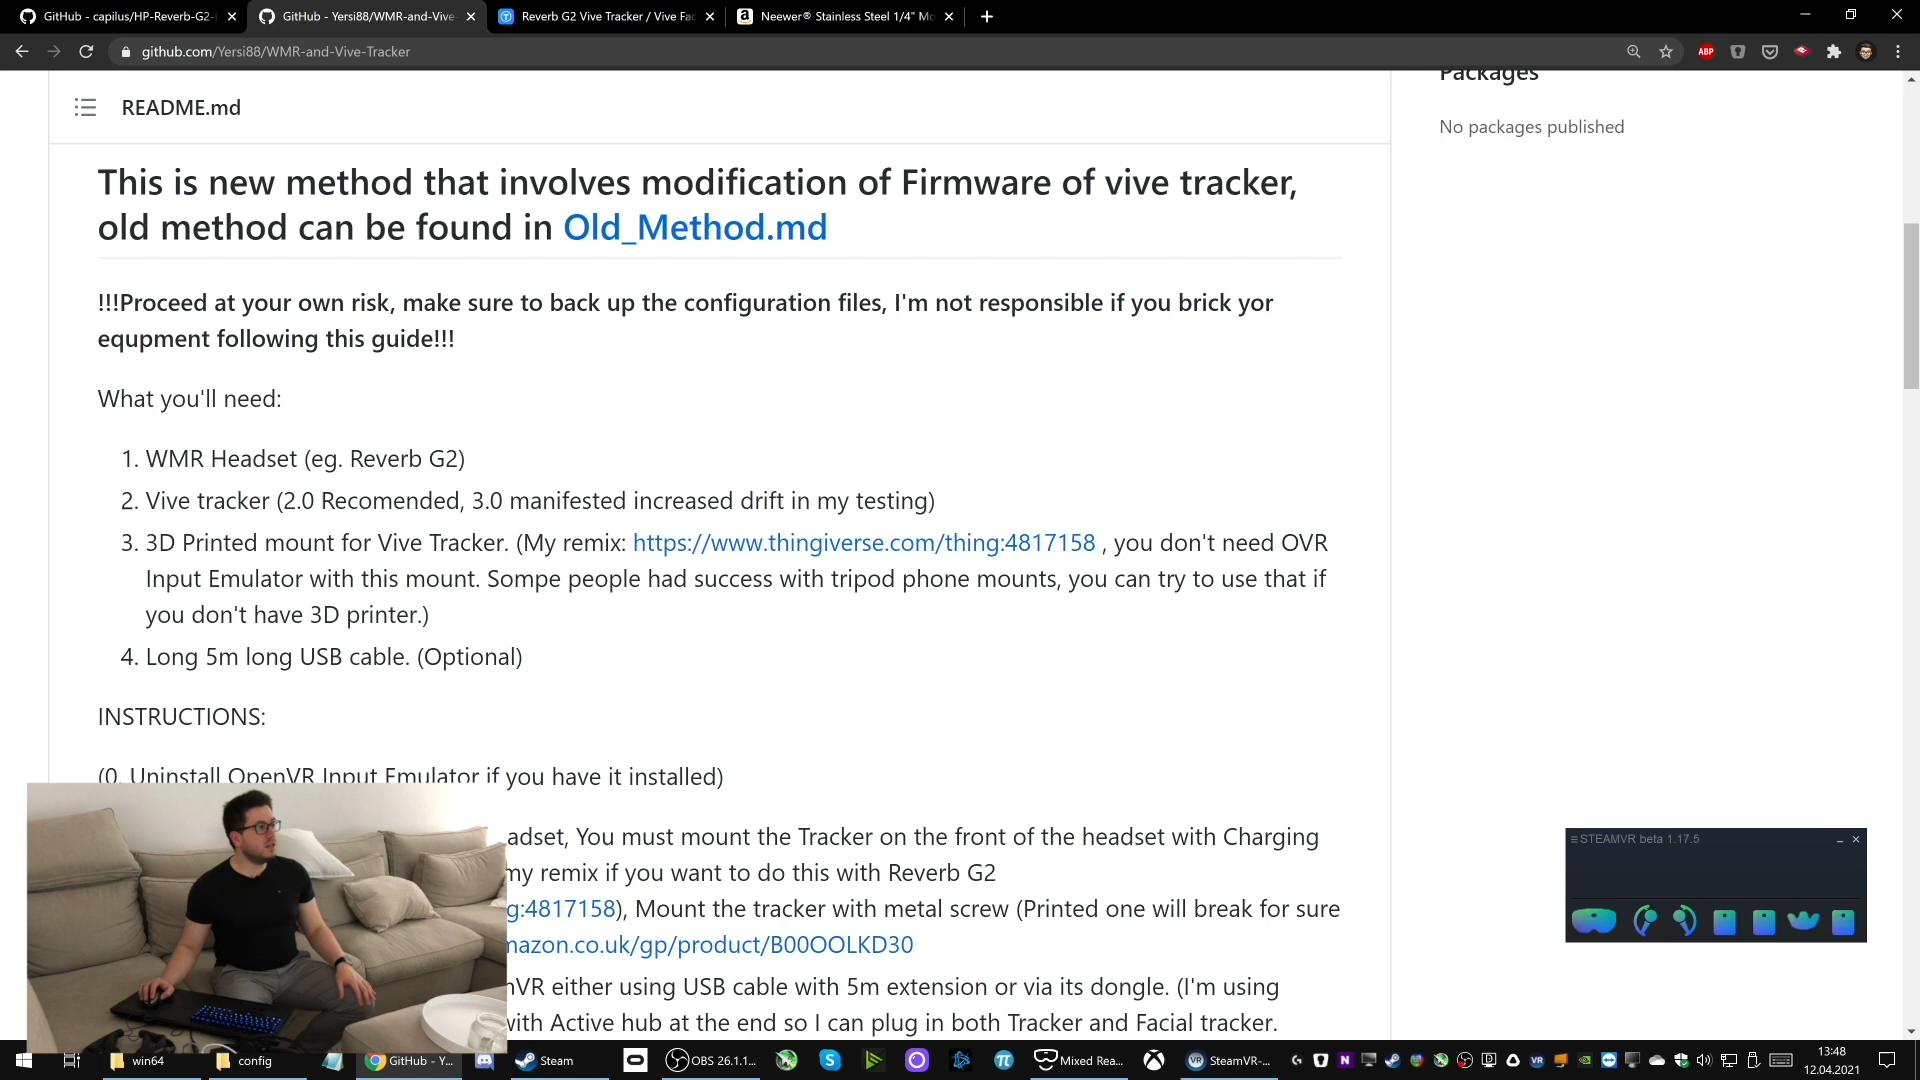 GitHub - capilus/HP-Reverb-G2-i
GitHub - Yersi88/WMR-and-Vive-
Reverb G2 Vive Tracker / Vive Fac
Neewer® Stainless Steel 1/4" Mo
github.com/Yersi88/WMR-and-Vive-Tracker
ABP
README.md
Packages
No packages published
This is new method that involves modification of Firmware of vive tracker,
old method can be found in Old_Method.md
!!!Proceed at your own risk, make sure to back up the configuration files, I'm not responsible if you brick yor
equpment following this guide!!!
What you'll need:
1. WMR Headset (eg. Reverb G2)
2. Vive tracker (2.0 Recomended, 3.0 manifested increased drift in my testing)
3. 3D Printed mount for Vive Tracker. (My remix: https://www.thingiverse.com/thing:4817158 , you don't need OVR
Input Emulator with this mount. Sompe people had success with tripod phone mounts, you can try to use that if
you don't have 3D printer.)
4. Long 5m long USB cable. (Optional)
INSTRUCTIONS:
(0. Uninstall OpenVR Input Emulator if you have it installed)
adset, You must mount the Tracker on the front of the headset with Charging
my remix if you want to do this with Reverb G2
g:4817158), Mount the tracker with metal screw (Printed one will break for sure
mazon.co.uk/gp/product/B00OOLKD30
nVR either using USB cable with 5m extension or via its dongle. (I'm using
with Active hub at the end so I can plug in both Tracker and Facial tracker.
STEAMVR beta 1.17.5
win64
config
GitHub - Y...
Steam
OBS 26.1.1...
Mixed Rea...
SteamVR-...
13:48
12.04.2021